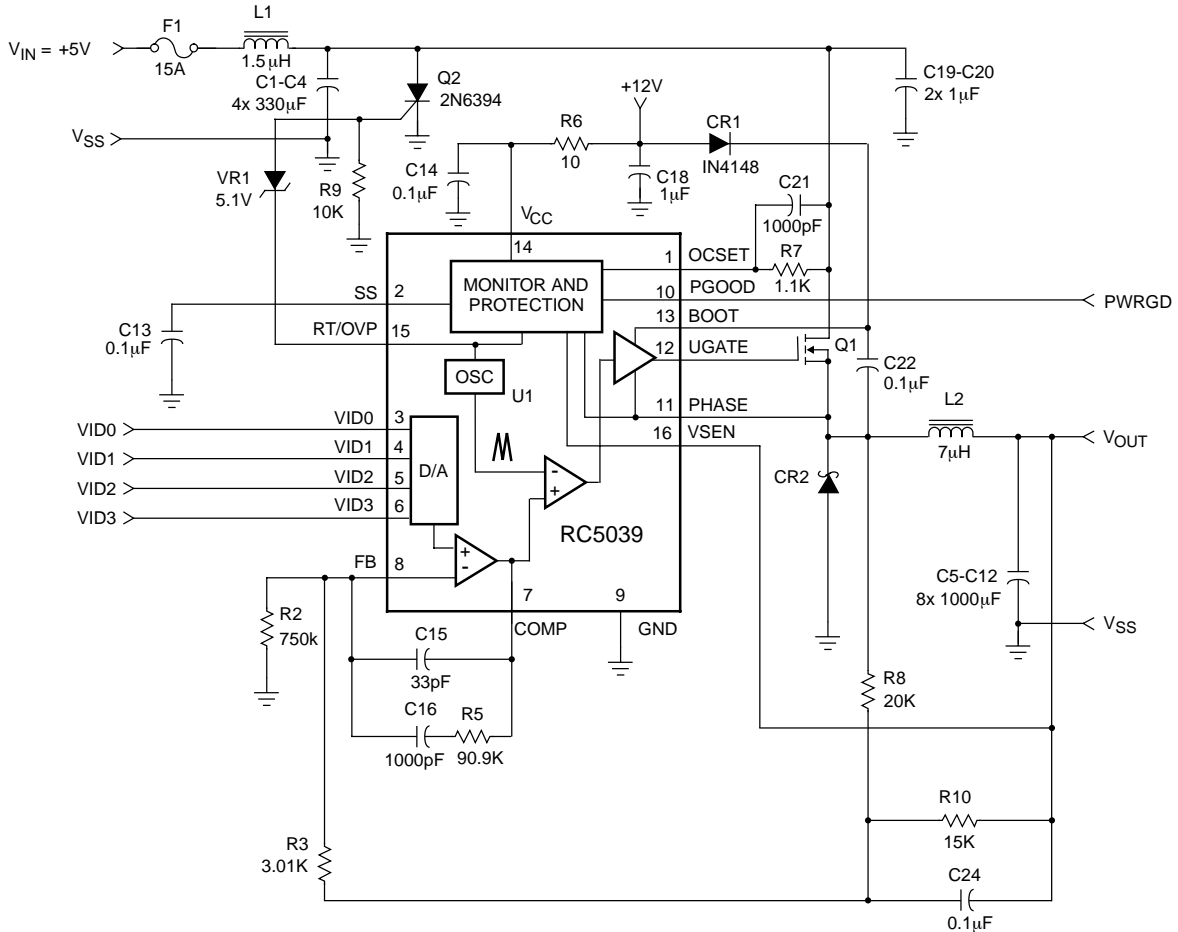 F1
L1
V_IN = +5V
15A
1.5µH
C1-C4
4x 330µF
Q2
2N6394
C19-C20
2x 1µF
+12V
V_SS
R6
10
CR1
IN4148
C14
0.1µF
C18
1µF
VR1
5.1V
R9
10K
C21
1000pF
V_CC
14
R7
1.1K
1 OCSET
MONITOR AND
PROTECTION
SS 2
10 PGOOD
PWRGD
13 BOOT
C13
0.1µF
RT/OVP 15
12 UGATE
Q1
C22
0.1µF
OSC
U1
11 PHASE
16 VSEN
L2
7µH
V_OUT
VID0 VID0 3
VID1 VID1 4
VID2 VID2 5
VID3 VID3 6
D/A
-
+
CR2
RC5039
FB 8
+
-
C5-C12
8x 1000µF
7
COMP
9
GND
V_SS
R2
750k
C15
33pF
C16
1000pF
R5
90.9K
R8
20K
R10
15K
R3
3.01K
C24
0.1µF